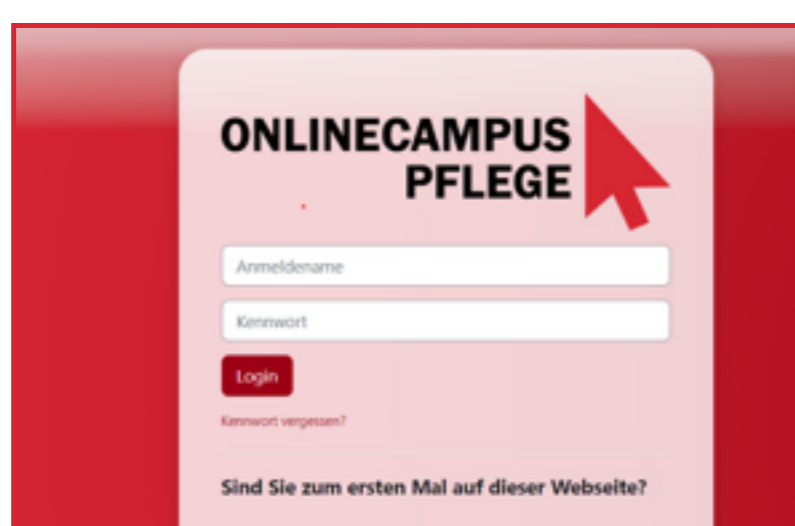 ONLINECAMPUS
PFLEGE
Anmeldename
Kennwort
Login
Kennwort vergessen?
Sind Sie zum ersten Mal auf dieser Webseite?